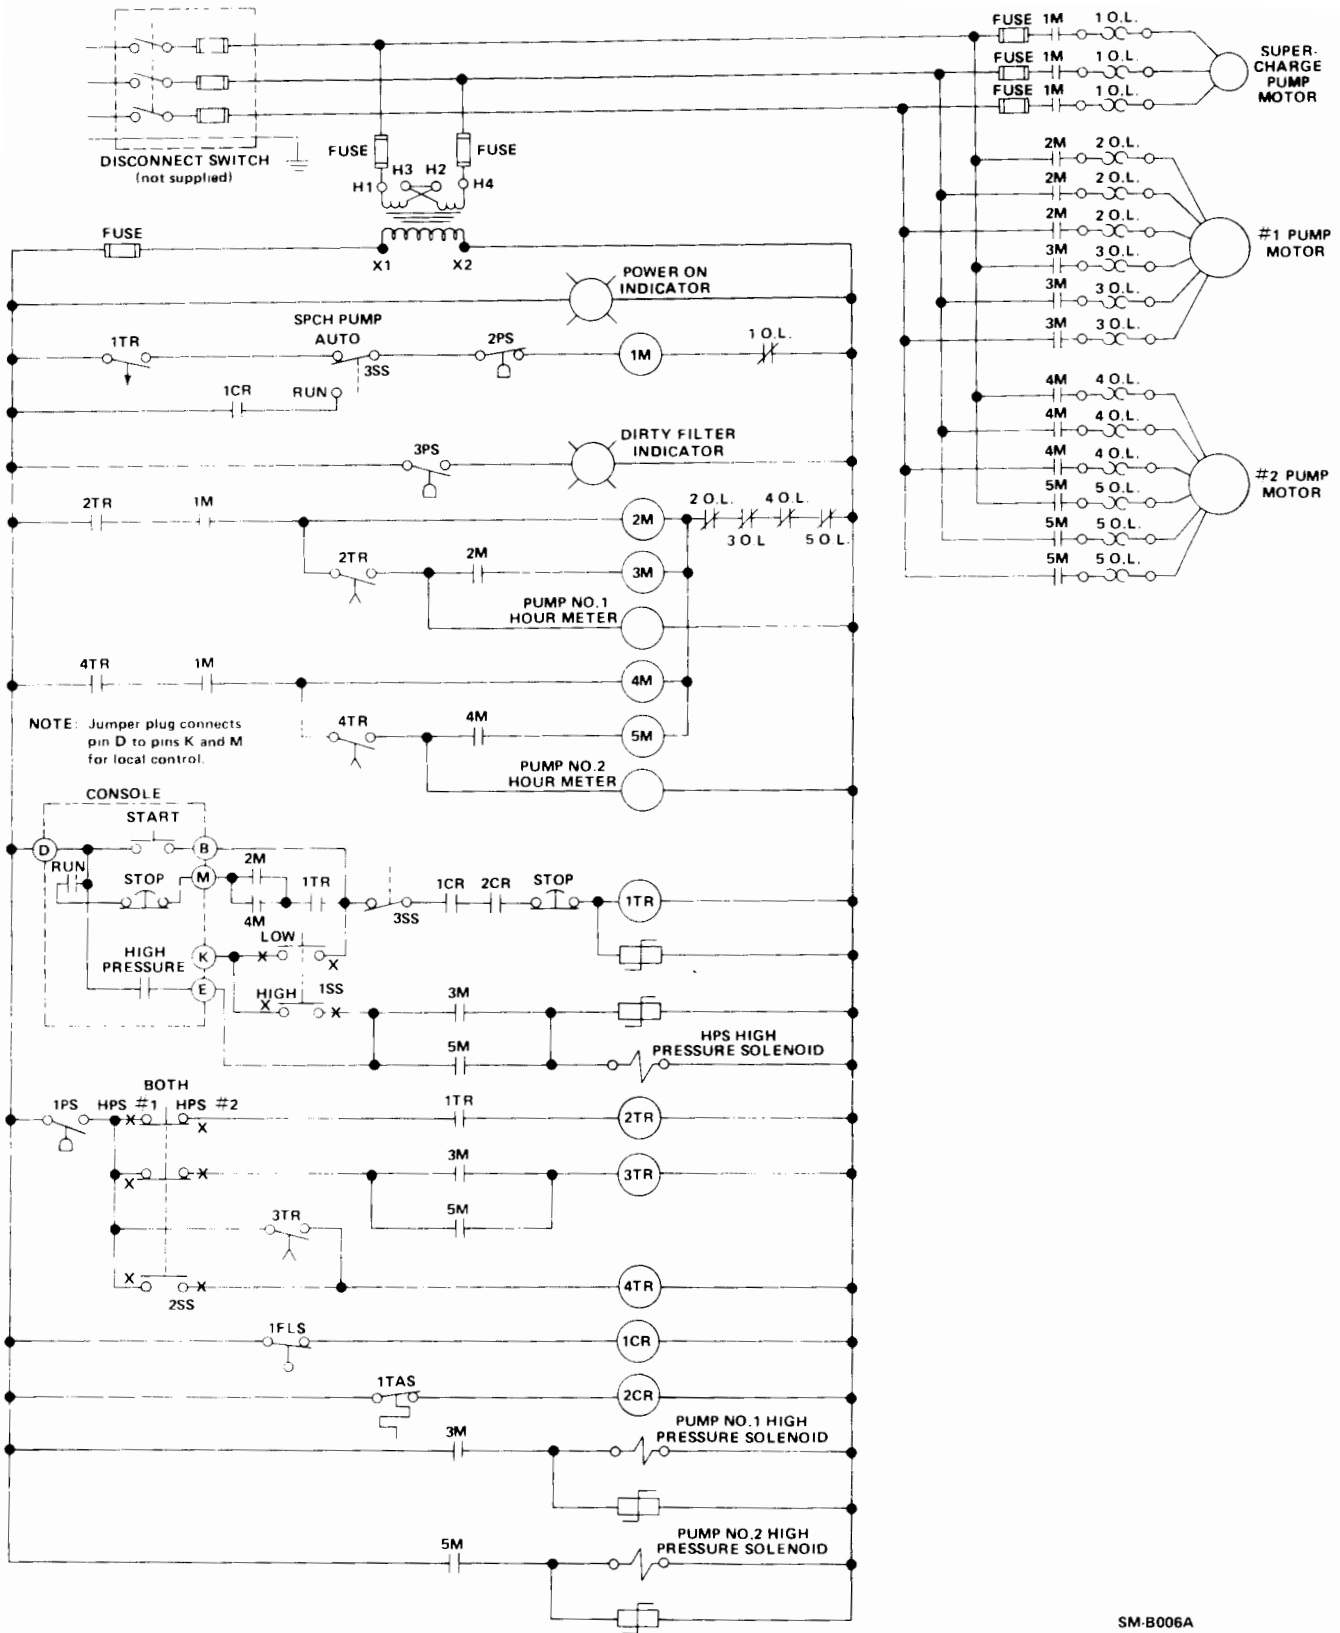 FUSE 1M 1 O.L.
FUSE 1M 1 O.L.
FUSE 1M 1 O.L.
SUPER-
CHARGE
PUMP
MOTOR
DISCONNECT SWITCH
(not supplied)
FUSE
FUSE
H3 H2
H1
H4
2M 2 O.L.
2M 2 O.L.
2M 2 O.L.
3M 3 O.L.
3M 3 O.L.
3M 3 O.L.
#1 PUMP
MOTOR
FUSE
X1
X2
POWER ON
INDICATOR
SPCH PUMP
AUTO
1TR
3SS
2PS
1M
1 O.L.
1CR
RUN
4M 4 O.L.
4M 4 O.L.
4M 4 O.L.
5M 5 O.L.
5M 5 O.L.
5M 5 O.L.
#2 PUMP
MOTOR
3PS
DIRTY FILTER
INDICATOR
2TR
1M
2M
2 O.L.
4 O.L.
3 O.L
5 O.L.
2TR
2M
3M
PUMP NO.1
HOUR METER
4TR
1M
4M
NOTE: Jumper plug connects
pin D to pins K and M
for local control.
4TR
4M
5M
PUMP NO.2
HOUR METER
CONSOLE
START
D
B
RUN
STOP
M
2M
4M
1TR
3SS
1CR
2CR
STOP
1TR
HIGH
PRESSURE
K
LOW
X
X
E
HIGH
X
1SS
X
3M
5M
HPS HIGH
PRESSURE SOLENOID
BOTH
1PS
HPS #1
HPS #2
X
X
1TR
2TR
X
X
3M
3TR
5M
3TR
X
X
2SS
4TR
1FLS
1CR
1TAS
2CR
3M
PUMP NO.1 HIGH
PRESSURE SOLENOID
5M
PUMP NO.2 HIGH
PRESSURE SOLENOID
SM-B006A